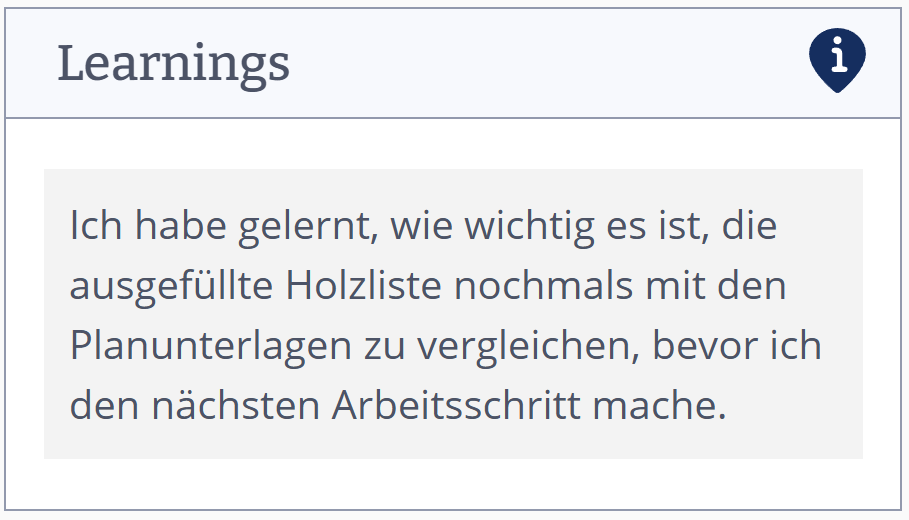 Learnings
Ich habe gelernt, wie wichtig es ist, die
ausgefüllte Holzliste nochmals mit den
Planunterlagen zu vergleichen, bevor ich
den nächsten Arbeitsschritt mache.